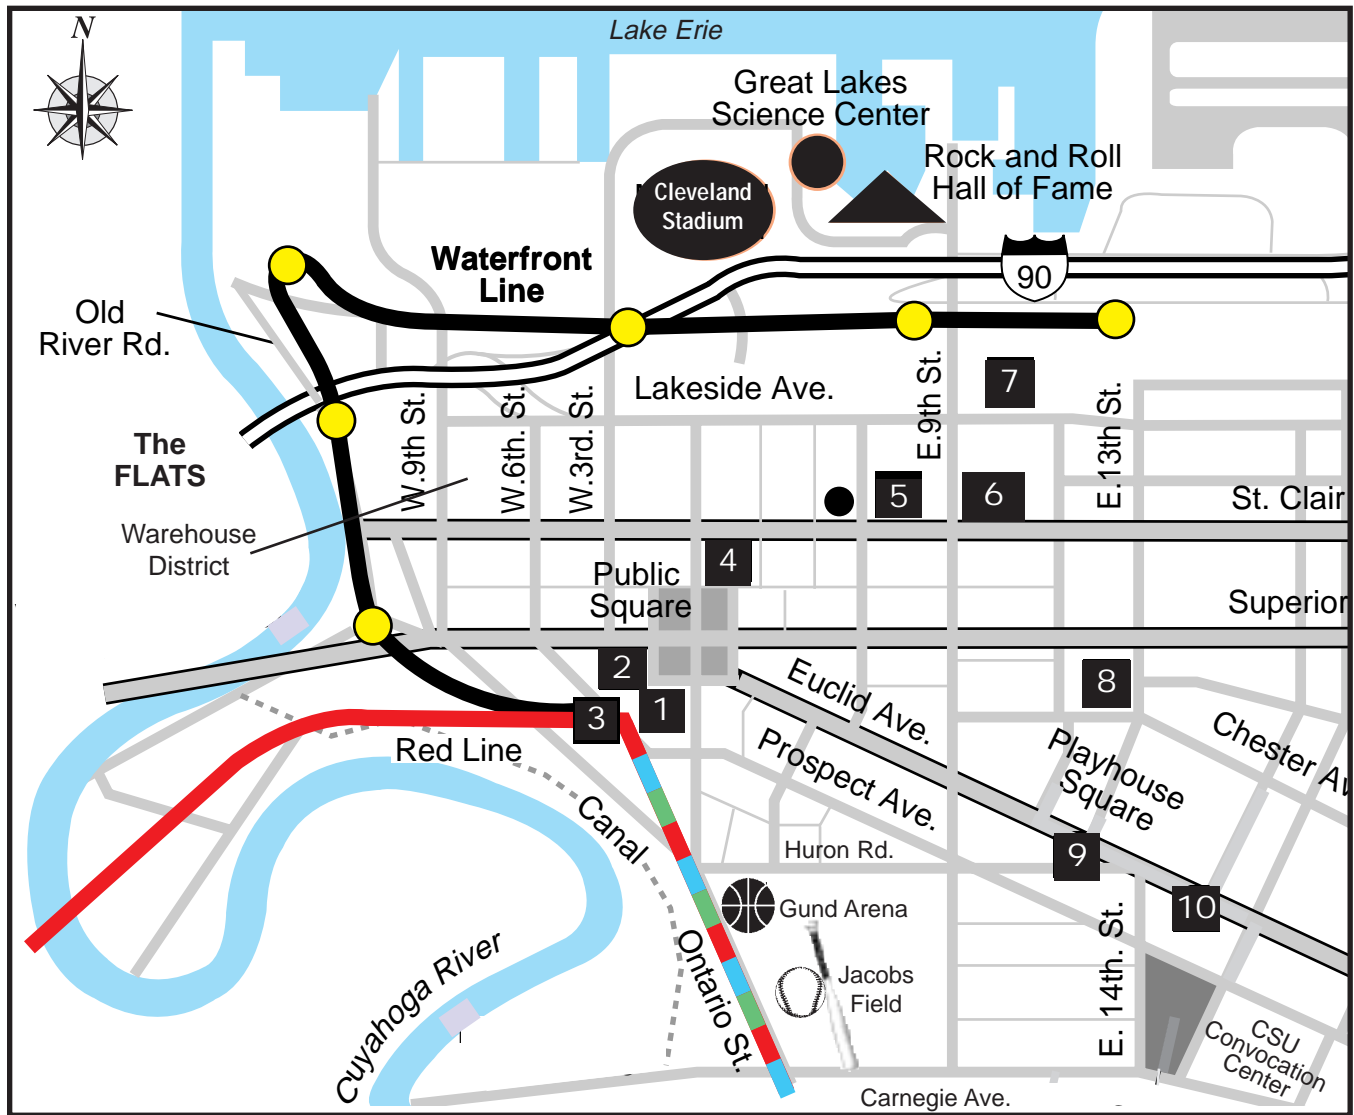 N
Lake Erie
Great Lakes
Science Center
Rock and Roll
Hall of Fame
Cleveland
Stadium
Waterfront
Line
90
Old
River Rd.
Lakeside Ave.
E.9th St.
7
E.13th St.
The
FLATS
W.9th St.
W.6th. St.
W.3rd. St.
5
6
St. Clair
Warehouse
District
4
Public
Square
Superior
2
1
3
Euclid Ave.
8
Chester Av
Red Line
Prospect Ave.
Playhouse
Square
Canal
Huron Rd.
9
10
Gund Arena
Ontario St.
Jacobs
Field
E. 14th. St.
Cuyahoga River
CSU
Convocation
Center
Carnegie Ave.